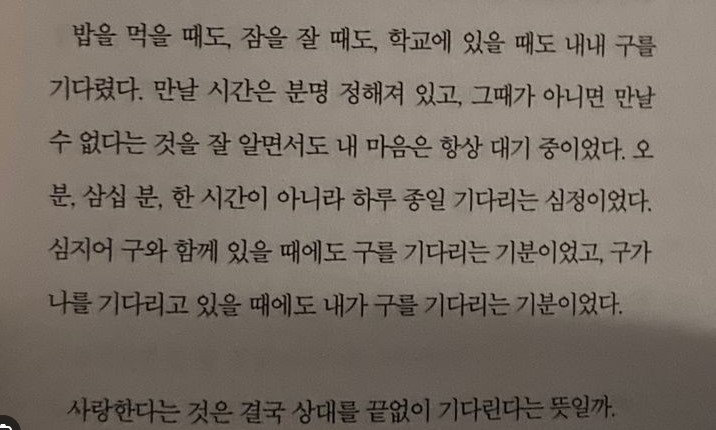 밥을 먹을 때도, 잠을 잘 때도, 학교에 있을 때도 내내 구를
기다렸다. 만날 시간은 분명 정해져 있고, 그때가 아니면 만날
수 없다는 것을 잘 알면서도 내 마음은 항상 대기 중이었다. 오
분, 삼십 분, 한 시간이 아니라 하루 종일 기다리는 심정이었다.
심지어 구와 함께 있을 때에도 구를 기다리는 기분이었고, 구가
나를 기다리고 있을 때에도 내가 구를 기다리는 기분이었다.
사랑한다는 것은 결국 상대를 끝없이 기다린다는 뜻일까.